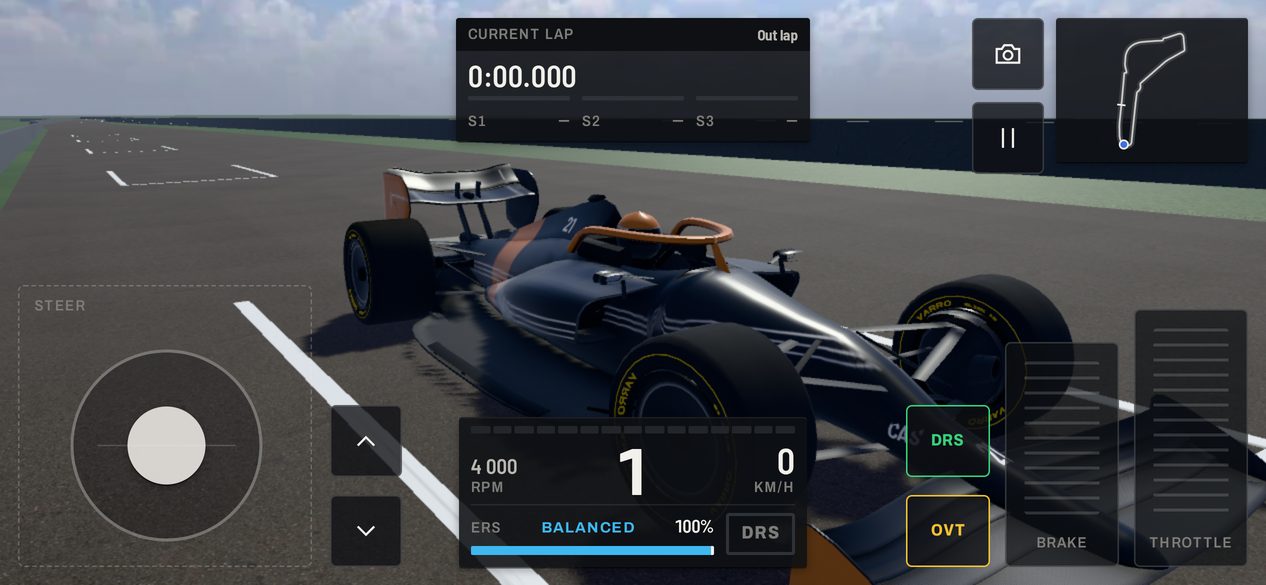 CURRENT LAP Out lap
0:00.000
S1 – S2 – S3 –
21
STEER
VARRO
VARRO
CAS
4 000
RPM
1
0
KM/H
ERS BALANCED 100% DRS
DRS
OVT
BRAKE
THROTTLE